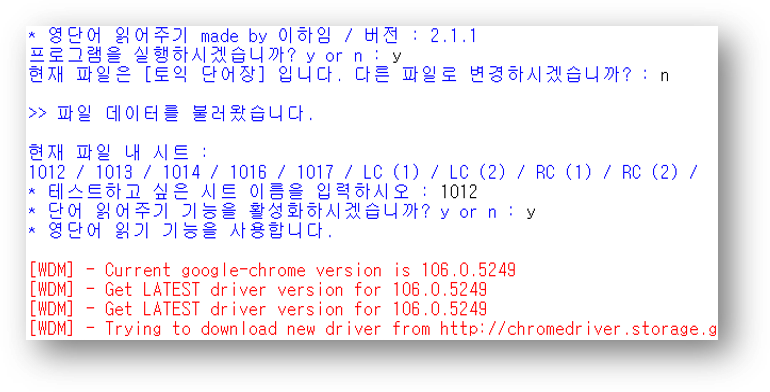 * 영단어 읽어주기 made by 이하임 / 버전 : 2.1.1
프로그램을 실행하시겠습니까? y or n : y
현재 파일은 [토익 단어장] 입니다. 다른 파일로 변경하시겠습니까? : n
>> 파일 데이터를 불러왔습니다.
현재 파일 내 시트 :
1012 / 1013 / 1014 / 1016 / 1017 / LC (1) / LC (2) / RC (1) / RC (2) /
* 테스트하고 싶은 시트 이름을 입력하시오 : 1012
* 단어 읽어주기 기능을 활성화하시겠습니까? y or n : y
* 영단어 읽기 기능을 사용합니다.
[WDM] - Current google-chrome version is 106.0.5249
[WDM] - Get LATEST driver version for 106.0.5249
[WDM] - Get LATEST driver version for 106.0.5249
[WDM] - Trying to download new driver from http://chromedriver.storage.g